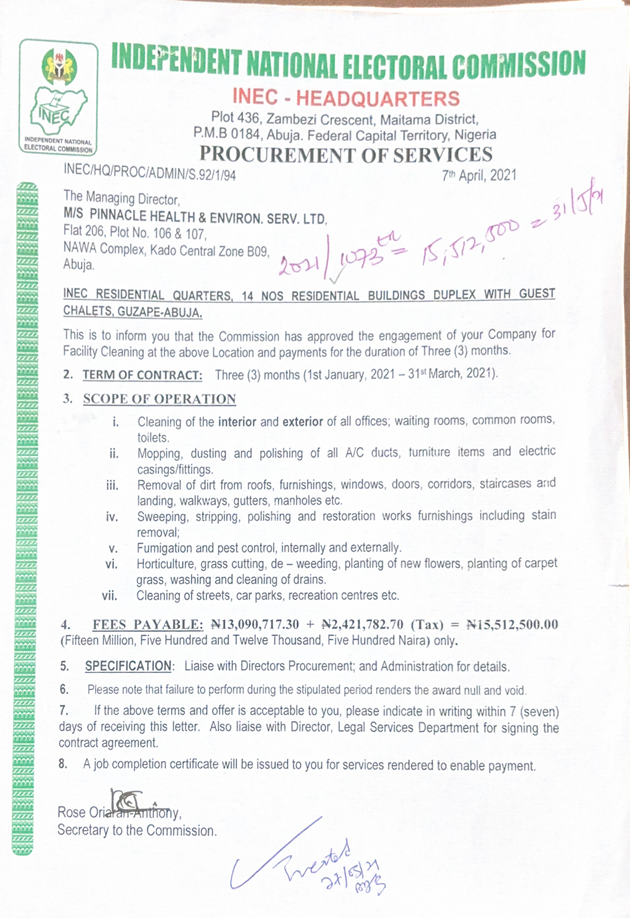 INDEPENDENT NATIONAL ELECTORAL COMMISSION
INEC
INDEPENDENT NATIONAL
ELECTORAL COMMISSION
INEC - HEADQUARTERS
Plot 436, Zambezi Crescent, Maitama District,
P.M.B 0184, Abuja. Federal Capital Territory, Nigeria
PROCUREMENT OF SERVICES
INEC/HQ/PROC/ADMIN/S.92/1/94 7th April, 2021
The Managing Director,
M/S PINNACLE HEALTH & ENVIRON. SERV. LTD,
Flat 206, Plot No. 106 & 107,
NAWA Complex, Kado Central Zone B09,
Abuja.
2021/1073th = 15,512,500 = 31/5/21
INEC RESIDENTIAL QUARTERS, 14 NOS RESIDENTIAL BUILDINGS DUPLEX WITH GUEST
CHALETS, GUZAPE-ABUJA.
This is to inform you that the Commission has approved the engagement of your Company for
Facility Cleaning at the above Location and payments for the duration of Three (3) months.
2. TERM OF CONTRACT: Three (3) months (1st January, 2021 – 31st March, 2021).
3. SCOPE OF OPERATION
i. Cleaning of the interior and exterior of all offices; waiting rooms, common rooms,
toilets.
ii. Mopping, dusting and polishing of all A/C ducts, furniture items and electric
casings/fittings.
iii. Removal of dirt from roofs, furnishings, windows, doors, corridors, staircases and
landing, walkways, gutters, manholes etc.
iv. Sweeping, stripping, polishing and restoration works furnishings including stain
removal;
v. Fumigation and pest control, internally and externally.
vi. Horticulture, grass cutting, de – weeding, planting of new flowers, planting of carpet
grass, washing and cleaning of drains.
vii. Cleaning of streets, car parks, recreation centres etc.
4. FEES PAYABLE: ₦13,090,717.30 + ₦2,421,782.70 (Tax) = ₦15,512,500.00
(Fifteen Million, Five Hundred and Twelve Thousand, Five Hundred Naira) only.
5. SPECIFICATION: Liaise with Directors Procurement; and Administration for details.
6. Please note that failure to perform during the stipulated period renders the award null and void.
7. If the above terms and offer is acceptable to you, please indicate in writing within 7 (seven)
days of receiving this letter. Also liaise with Director, Legal Services Department for signing the
contract agreement.
8. A job completion certificate will be issued to you for services rendered to enable payment.
Rose Oriaran-Anthony,
Secretary to the Commission.